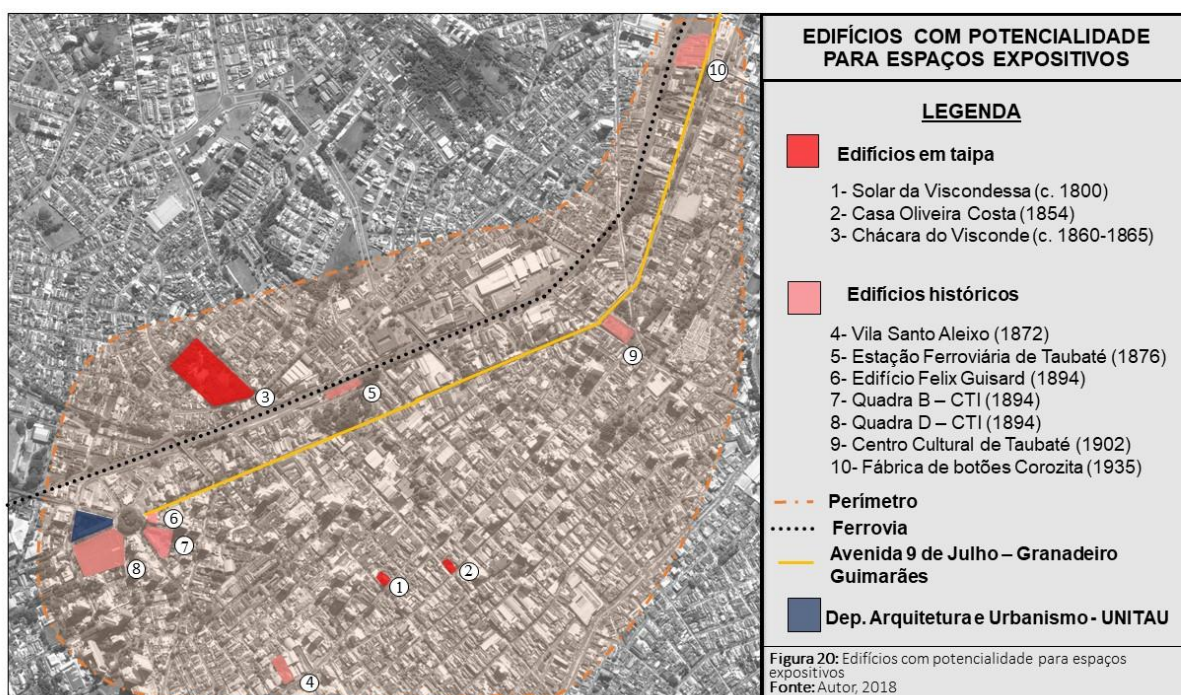 EDIFÍCIOS COM POTENCIALIDADE
PARA ESPAÇOS EXPOSITIVOS
LEGENDA
Edifícios em taipa
1- Solar da Viscondessa (c. 1800)
2- Casa Oliveira Costa (1854)
3- Chácara do Visconde (c. 1860-1865)
Edifícios históricos
4- Vila Santo Aleixo (1872)
5- Estação Ferroviária de Taubaté (1876)
6- Edifício Felix Guisard (1894)
7- Quadra B – CTI (1894)
8- Quadra D – CTI (1894)
9- Centro Cultural de Taubaté (1902)
10- Fábrica de botões Corozita (1935)
Perímetro
Ferrovia
Avenida 9 de Julho – Granadeiro
Guimarães
Dep. Arquitetura e Urbanismo - UNITAU
Figura 20: Edifícios com potencialidade para espaços
expositivos
Fonte: Autor, 2018
10
9
3
5
6
7
8
2
1
4